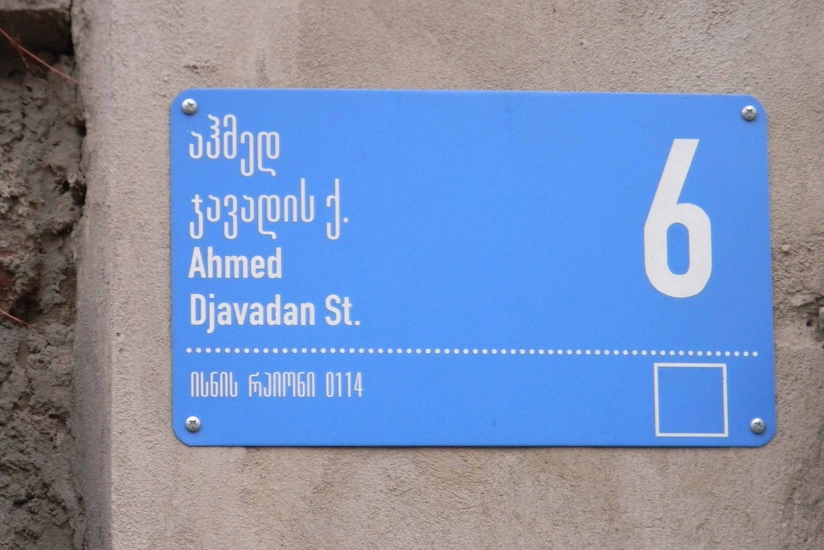 აჰმედ
ჯავადის ქ.
Ahmed
Djavadan St.
6
ისნის რაიონი 0114